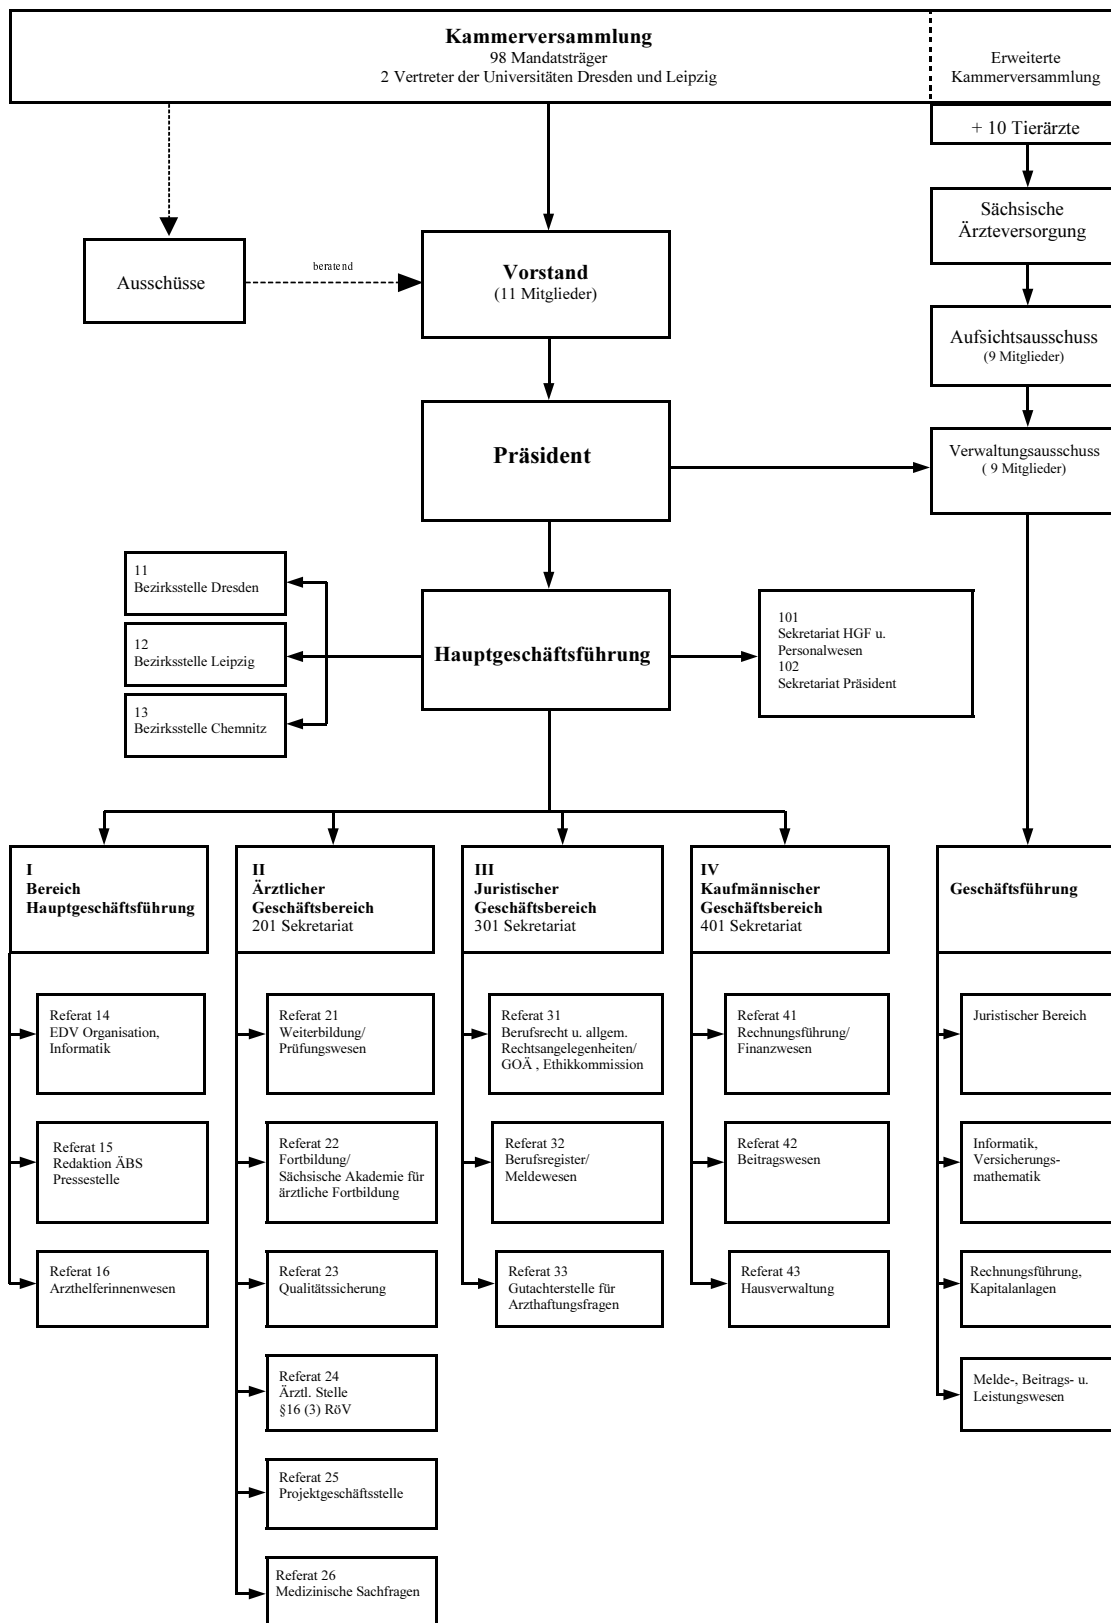 Kammerversammlung
98 Mandatsträger
2 Vertreter der Universitäten Dresden und Leipzig
Erweiterte
Kammerversammlung
+ 10 Tierärzte
Sächsische
Ärzteversorgung
Ausschüsse
beratend
Vorstand
(11 Mitglieder)
Aufsichtsausschuss
(9 Mitglieder)
Präsident
Verwaltungsausschuss
( 9 Mitglieder)
11
Bezirksstelle Dresden
12
Bezirksstelle Leipzig
13
Bezirksstelle Chemnitz
Hauptgeschäftsführung
101
Sekretariat HGF u.
Personalwesen
102
Sekretariat Präsident
I
Bereich
Hauptgeschäftsführung
II
Ärztlicher
Geschäftsbereich
201 Sekretariat
III
Juristischer
Geschäftsbereich
301 Sekretariat
IV
Kaufmännischer
Geschäftsbereich
401 Sekretariat
Geschäftsführung
Referat 14
EDV Organisation,
Informatik
Referat 21
Weiterbildung/
Prüfungswesen
Referat 31
Berufsrecht u. allgem.
Rechtsangelegenheiten/
GOÄ , Ethikkommission
Referat 41
Rechnungsführung/
Finanzwesen
Juristischer Bereich
Referat 15
Redaktion ÄBS
Pressestelle
Referat 22
Fortbildung/
Sächsische Akademie für
ärztliche Fortbildung
Referat 32
Berufsregister/
Meldewesen
Referat 42
Beitragswesen
Informatik,
Versicherungs-
mathematik
Referat 16
Arzthelferinnenwesen
Referat 23
Qualitätssicherung
Referat 33
Gutachterstelle für
Arzthaftungsfragen
Referat 43
Hausverwaltung
Rechnungsführung,
Kapitalanlagen
Referat 24
Ärztl. Stelle
§16 (3) RöV
Melde-, Beitrags- u.
Leistungswesen
Referat 25
Projektgeschäftsstelle
Referat 26
Medizinische Sachfragen